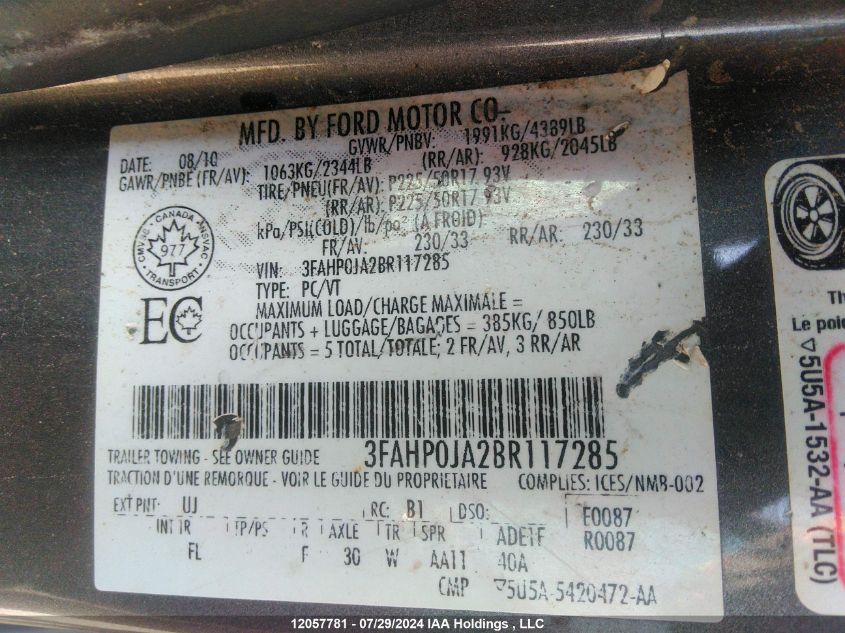 MFD. BY FORD MOTOR CO.
DATE: 08/10 GVWR/PNBV: 1991KG/4389LB
GAWR/PNBE (FR/AV): 1063KG/2344LB (RR/AR): 928KG/2045LB
TIRE/PNEU(FR/AV): P225/50R17 93V
(RR/AR): P225/50R17 93V
kPa/PSI(COLD)/lb/po² (A FROID)
FR/AV: 230/33 RR/AR: 230/33
VIN: 3FAHP0JA2BR117285
TYPE: PC/VT
MAXIMUM LOAD/CHARGE MAXIMALE =
OCCUPANTS + LUGGAGE/BAGAGES = 385KG/ 850LB
OCCUPANTS = 5 TOTAL/TOTALE; 2 FR/AV, 3 RR/AR
CANADA
977
TRANSPORT
EC
3FAHP0JA2BR117285
TRAILER TOWING - SEE OWNER GUIDE
TRACTION D'UNE REMORQUE - VOIR LE GUIDE DU PROPRIETAIRE COMPLIES: ICES/NMB-002
EXT PNT: UJ RC: B1 DSO: E0087
INT TR TP/PS R AXLE TR SPR ADETF R0087
FL F 30 W AA11 40A
CMP ▽5U5A-5420472-AA
Th
Le poi
▽5U5A-1532-AA (TLC)
12057781 - 07/29/2024 IAA Holdings , LLC